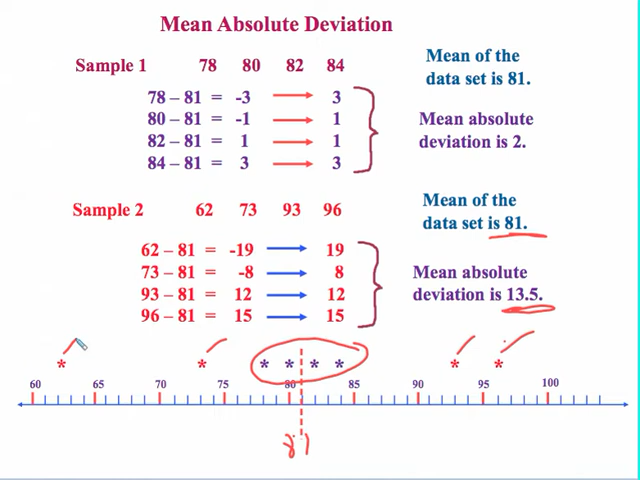 Mean Absolute Deviation
Sample 1 78 80 82 84
78 – 81 = -3 3
80 – 81 = -1 1
82 – 81 = 1 1
84 – 81 = 3 3
Mean of the
data set is 81.
Mean absolute
deviation is 2.
Sample 2 62 73 93 96
62 – 81 = -19 19
73 – 81 = -8 8
93 – 81 = 12 12
96 – 81 = 15 15
Mean of the
data set is 81.
Mean absolute
deviation is 13.5.
* * * * * * * *
60 65 70 75 80 85 90 95 100
81